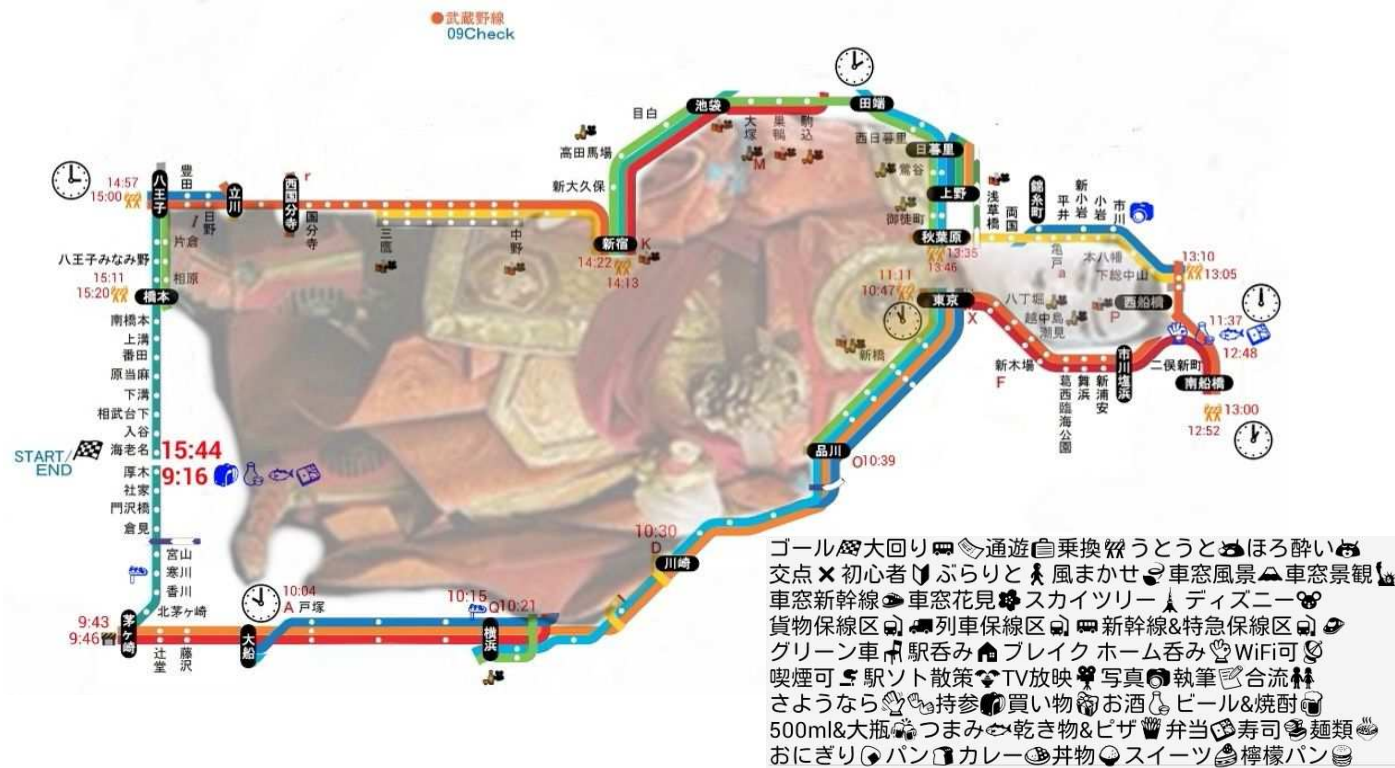 ●武蔵野線
09Check
池袋
田端
目白
大塚
巣鴨
駒込
西日暮里
高田馬場
M
日暮里
鶯谷
新大久保
上野
御徒町
秋葉原
13:35
13:46
新宿
K
14:22
14:13
14:57
15:00
八王子
豊田
日野
立川
西国分寺
r
国分寺
三鷹
中野
片倉
八王子みなみ野
相原
15:11
15:20
橋本
南橋本
上溝
番田
原当麻
下溝
相武台下
入谷
海老名
15:44
START/
END
厚木
9:16
社家
門沢橋
倉見
宮山
寒川
香川
北茅ヶ崎
9:43
9:46
茅ヶ崎
辻堂
藤沢
大船
10:04
A 戸塚
10:15
Q10:21
横浜
10:30
D
川崎
品川
O10:39
新橋
11:11
10:47
東京
X
浅草橋
両国
錦糸町
平井
新小岩
小岩
市川
亀戸
a
本八幡
下総中山
13:10
13:05
西船橋
P
八丁堀
越中島
潮見
新木場
F
葛西臨海公園
舞浜
新浦安
市川塩浜
二俣新町
11:37
12:48
南船橋
13:00
12:52
ゴール大回り通遊乗換うとうとほろ酔い
交点初心者ぶらりと風まかせ車窓風景車窓景観
車窓新幹線車窓花見スカイツリーディズニー
貨物保線区列車保線区新幹線&特急保線区
グリーン車駅呑みブレイク ホーム呑みWiFi可
喫煙可駅ソト散策TV放映写真執筆合流
さようなら持参買い物お酒ビール&焼酎
500ml&大瓶つまみ乾き物&ピザ弁当寿司麺類
おにぎりパンカレー丼物スイーツ檸檬パン